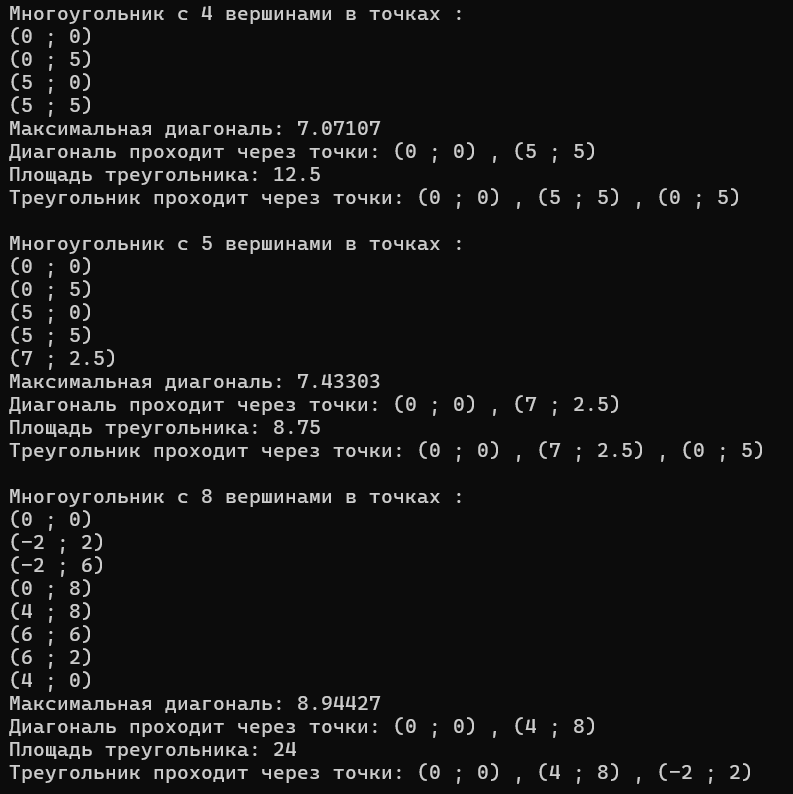 Многоугольник с 4 вершинами в точках :
(0 ; 0)
(0 ; 5)
(5 ; 0)
(5 ; 5)
Максимальная диагональ: 7.07107
Диагональ проходит через точки: (0 ; 0) , (5 ; 5)
Площадь треугольника: 12.5
Треугольник проходит через точки: (0 ; 0) , (5 ; 5) , (0 ; 5)
Многоугольник с 5 вершинами в точках :
(0 ; 0)
(0 ; 5)
(5 ; 0)
(5 ; 5)
(7 ; 2.5)
Максимальная диагональ: 7.43303
Диагональ проходит через точки: (0 ; 0) , (7 ; 2.5)
Площадь треугольника: 8.75
Треугольник проходит через точки: (0 ; 0) , (7 ; 2.5) , (0 ; 5)
Многоугольник с 8 вершинами в точках :
(0 ; 0)
(-2 ; 2)
(-2 ; 6)
(0 ; 8)
(4 ; 8)
(6 ; 6)
(6 ; 2)
(4 ; 0)
Максимальная диагональ: 8.94427
Диагональ проходит через точки: (0 ; 0) , (4 ; 8)
Площадь треугольника: 24
Треугольник проходит через точки: (0 ; 0) , (4 ; 8) , (-2 ; 2)